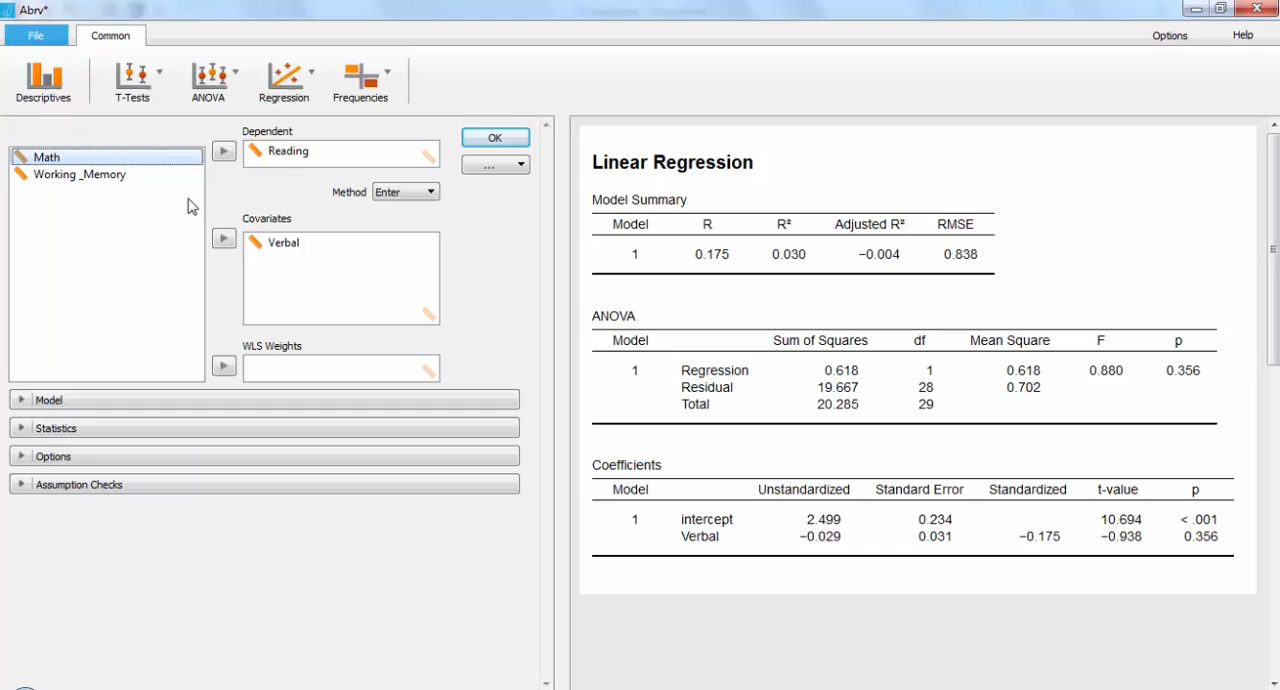 Abrv*
File Common Options Help
Descriptives T-Tests ANOVA Regression Frequencies
Dependent
Math
Working _Memory
Reading
OK
...
Method Enter
Covariates
Verbal
WLS Weights
Model
Statistics
Options
Assumption Checks
Linear Regression
Model Summary
Model R R² Adjusted R² RMSE
1 0.175 0.030 −0.004 0.838
ANOVA
Model Sum of Squares df Mean Square F p
1 Regression 0.618 1 0.618 0.880 0.356
Residual 19.667 28 0.702
Total 20.285 29
Coefficients
Model Unstandardized Standard Error Standardized t-value p
1 intercept 2.499 0.234 10.694 < .001
Verbal −0.029 0.031 −0.175 −0.938 0.356